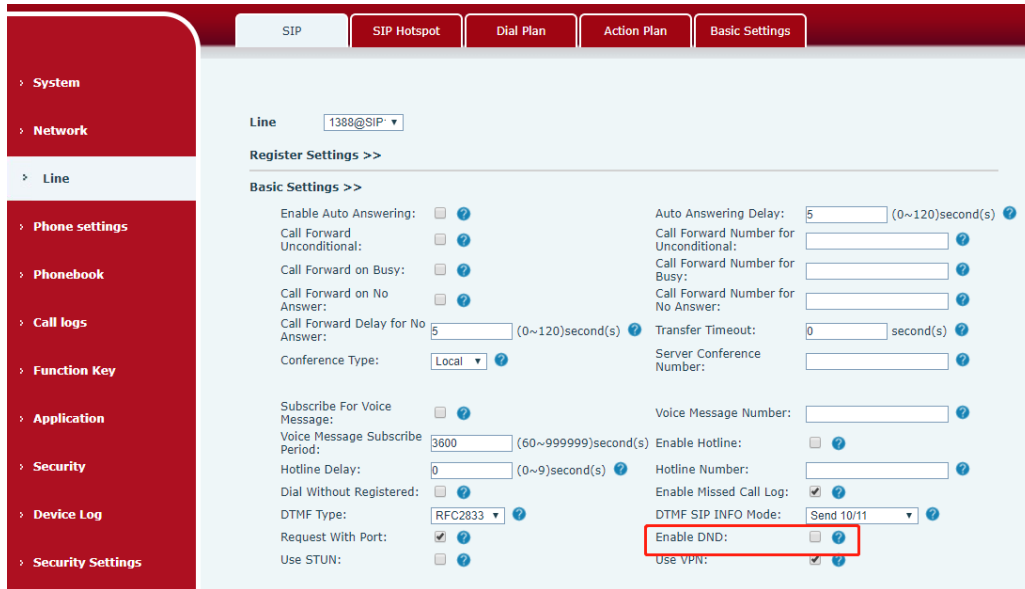 SIP
SIP Hotspot
Dial Plan
Action Plan
Basic Settings
› System
› Network
› Line
› Phone settings
› Phonebook
› Call logs
› Function Key
› Application
› Security
› Device Log
› Security Settings
Line 1388@SIP
Register Settings >>
Basic Settings >>
Enable Auto Answering: ? Auto Answering Delay: 5 (0~120)second(s) ?
Call Forward
Unconditional: ? Call Forward Number for
Unconditional: ?
Call Forward on Busy: ? Call Forward Number for
Busy: ?
Call Forward on No
Answer: ? Call Forward Number for
No Answer: ?
Call Forward Delay for No
Answer: 5 (0~120)second(s) ? Transfer Timeout: 0 second(s) ?
Conference Type: Local ? Server Conference
Number: ?
Subscribe For Voice
Message: ? Voice Message Number: ?
Voice Message Subscribe
Period: 3600 (60~999999)second(s) Enable Hotline: ?
Hotline Delay: 0 (0~9)second(s) ? Hotline Number: ?
Dial Without Registered: ? Enable Missed Call Log: ?
DTMF Type: RFC2833 ? DTMF SIP INFO Mode: Send 10/11 ?
Request With Port: ? Enable DND: ?
Use STUN: ? Use VPN: ?